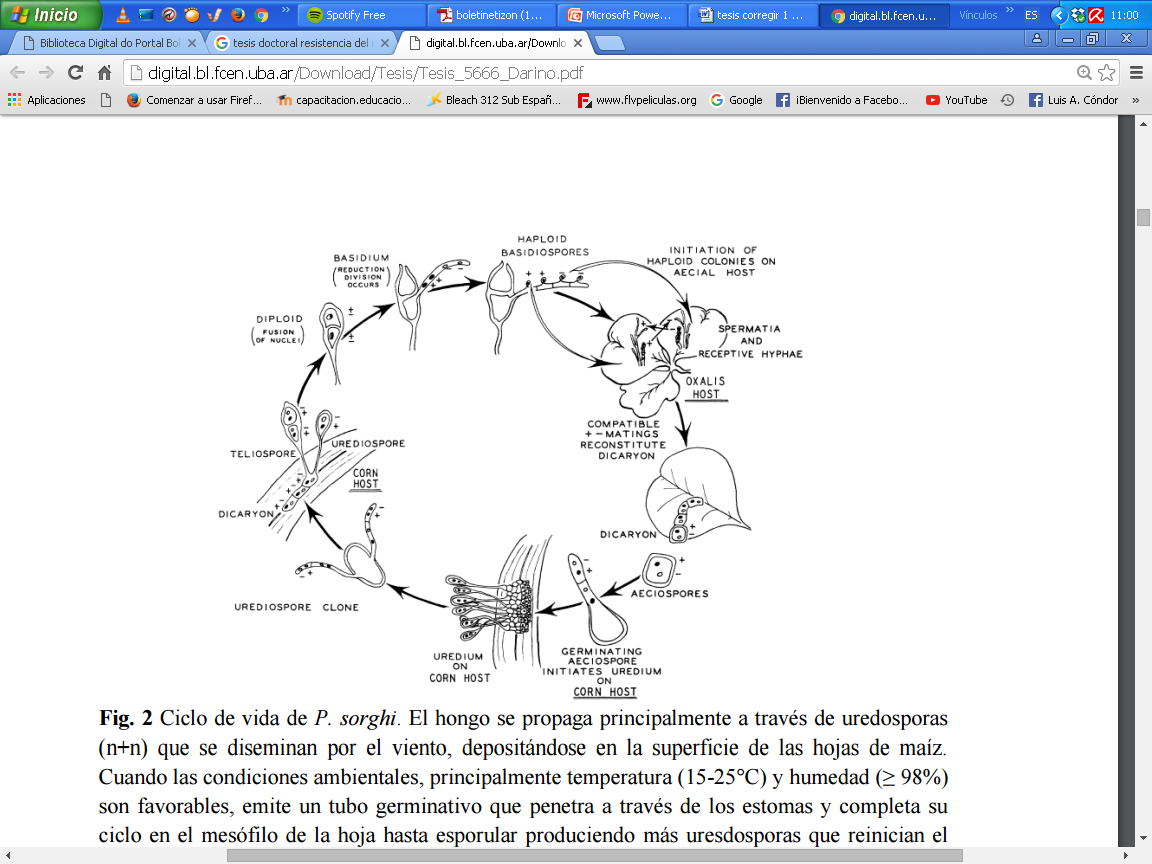 Inicio
Spotify Free
boletinetizon (1...
Microsoft Powe...
tesis corregir 1 ...
digital.bl.fcen.u...
Vínculos
ES
11:00
Biblioteca Digital do Portal Bo
tesis doctoral resistencia del
digital.bl.fcen.uba.ar/Downlo
digital.bl.fcen.uba.ar/Download/Tesis/Tesis_5666_Darino.pdf
Aplicaciones
Comenzar a usar Firef...
capacitacion.educacio...
Bleach 312 Sub Españ...
www.flvpeliculas.org
Google
¡Bienvenido a Facebo...
YouTube
Luis A. Cóndor
HAPLOID
BASIDIOSPORES
BASIDIUM
(REDUCTION
DIVISION
OCCURS)
INITIATION OF
HAPLOID COLONIES ON
AECIAL HOST
DIPLOID
(FUSION
OF NUCLEI)
SPERMATIA
AND
RECEPTIVE HYPHAE
OXALIS
HOST
COMPATIBLE
+ - MATINGS
RECONSTITUTE
DICARYON
TELIOSPORE
UREDIOSPORE
CORN
HOST
DICARYON
DICARYON
AECIOSPORES
UREDIOSPORE CLONE
UREDIUM
ON
CORN HOST
GERMINATING
AECIOSPORE
INITIATES UREDIUM
ON
CORN HOST
Fig. 2 Ciclo de vida de P. sorghi. El hongo se propaga principalmente a través de uredosporas
(n+n) que se diseminan por el viento, depositándose en la superficie de las hojas de maíz.
Cuando las condiciones ambientales, principalmente temperatura (15-25°C) y humedad (≥ 98%)
son favorables, emite un tubo germinativo que penetra a través de los estomas y completa su
ciclo en el mesófilo de la hoja hasta esporular produciendo más uresdosporas que reinician el